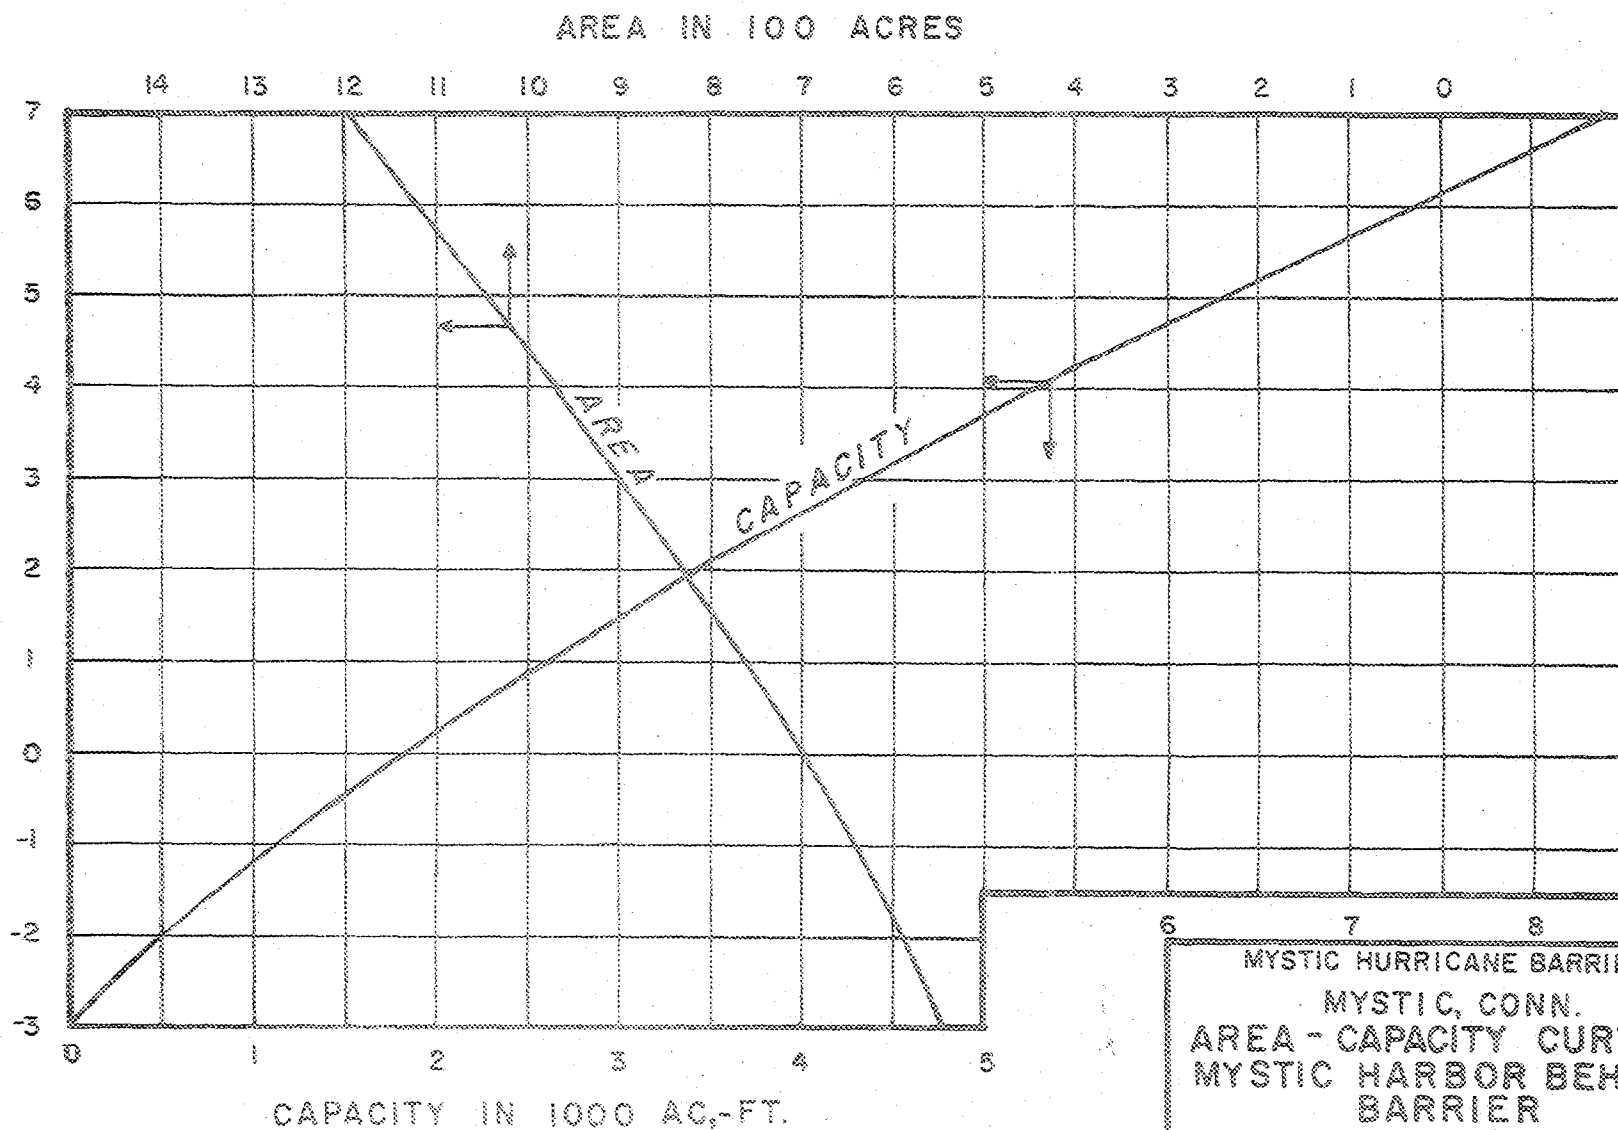 AREA IN 100 ACRES
14 13 12 11 10 9 8 7 6 5 4 3 2 1 0
7
6
5
4
3
2
1
0
-1
-2
-3
AREA
CAPACITY
0 1 2 3 4 5 6 7 8
CAPACITY IN 1000 AC,-FT.
MYSTIC HURRICANE BARRI
MYSTIC, CONN.
AREA - CAPACITY CUR
MYSTIC HARBOR BEH
BARRIER